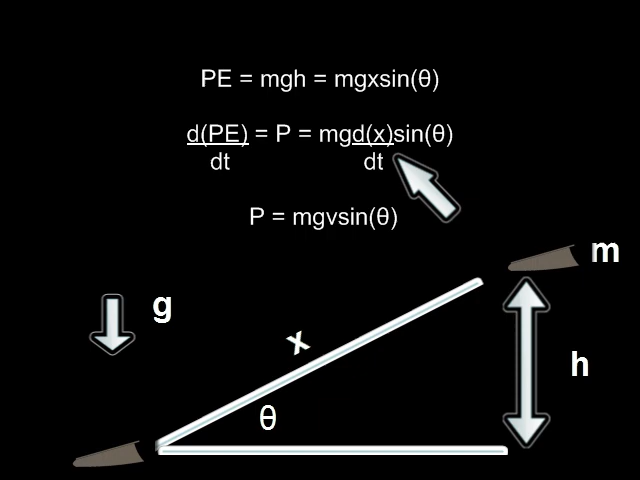 PE = mgh = mgxsin(θ)
d(PE) = P = mgd(x)sin(θ)
dt dt
P = mgvsin(θ)
m
g
x
h
θ